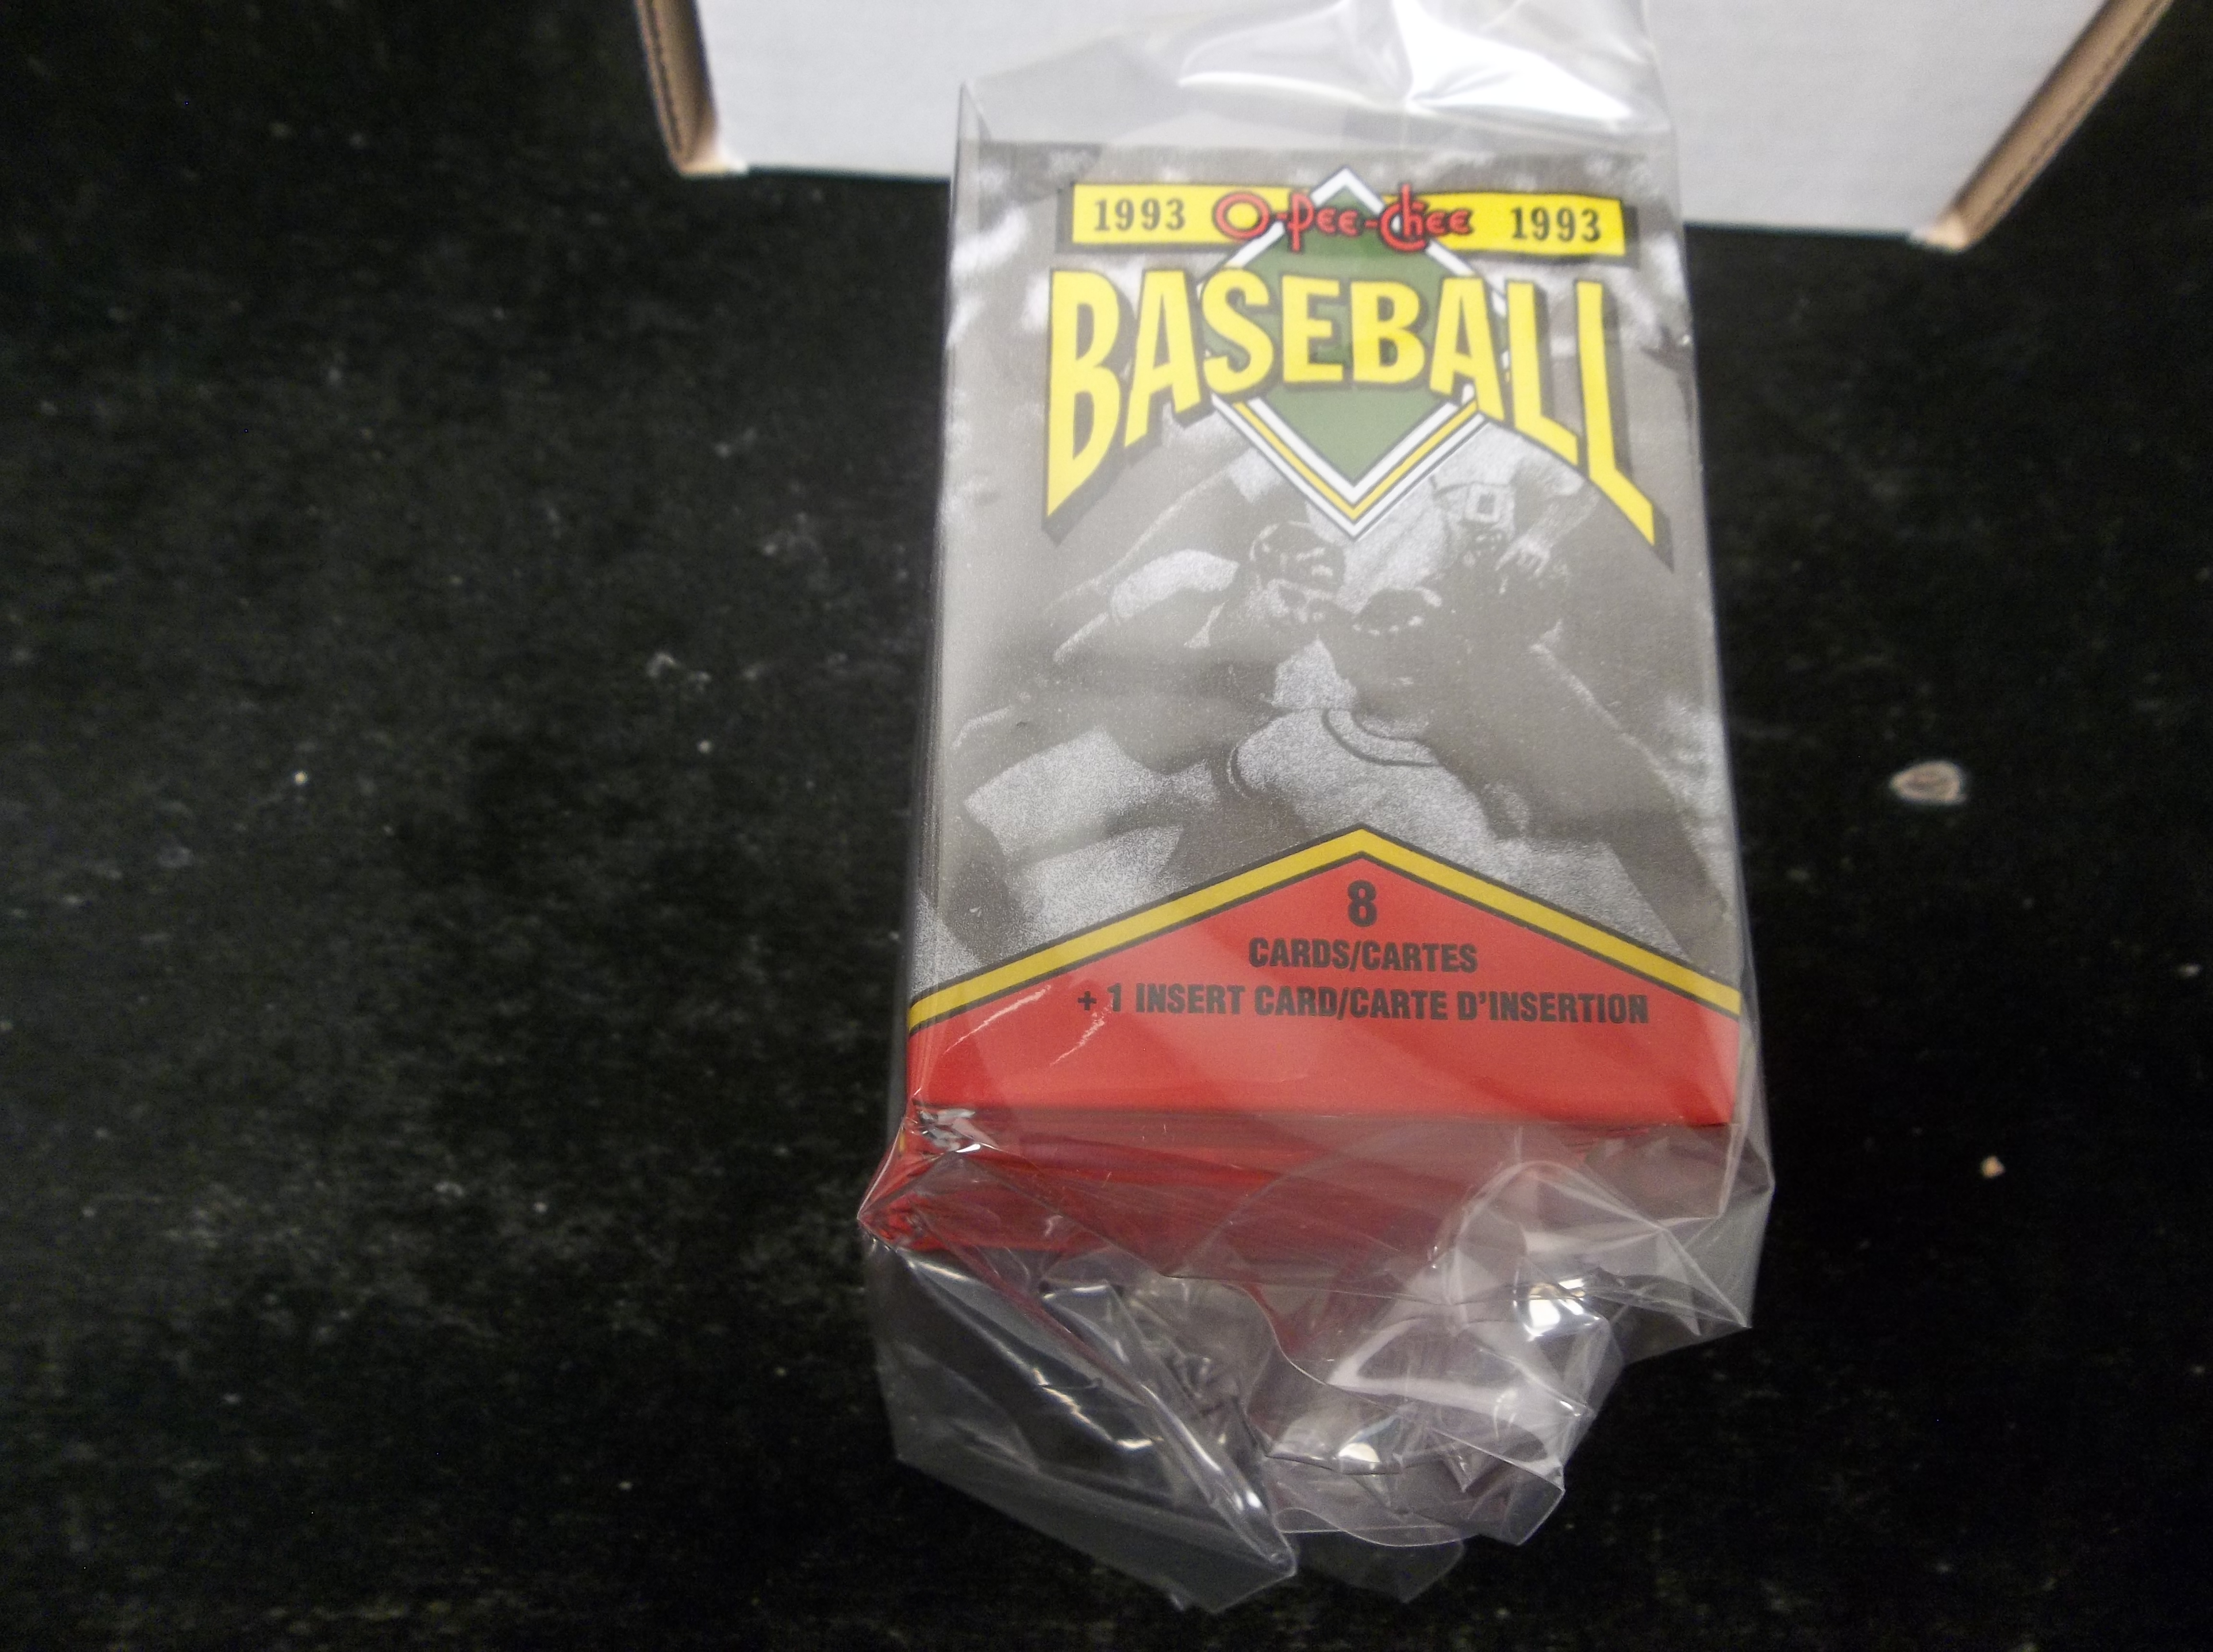 1993 O-Pee-Chee 1993
BASEBALL
8
CARDS/CARTES
+ 1 INSERT CARD/CARTE D'INSERTION